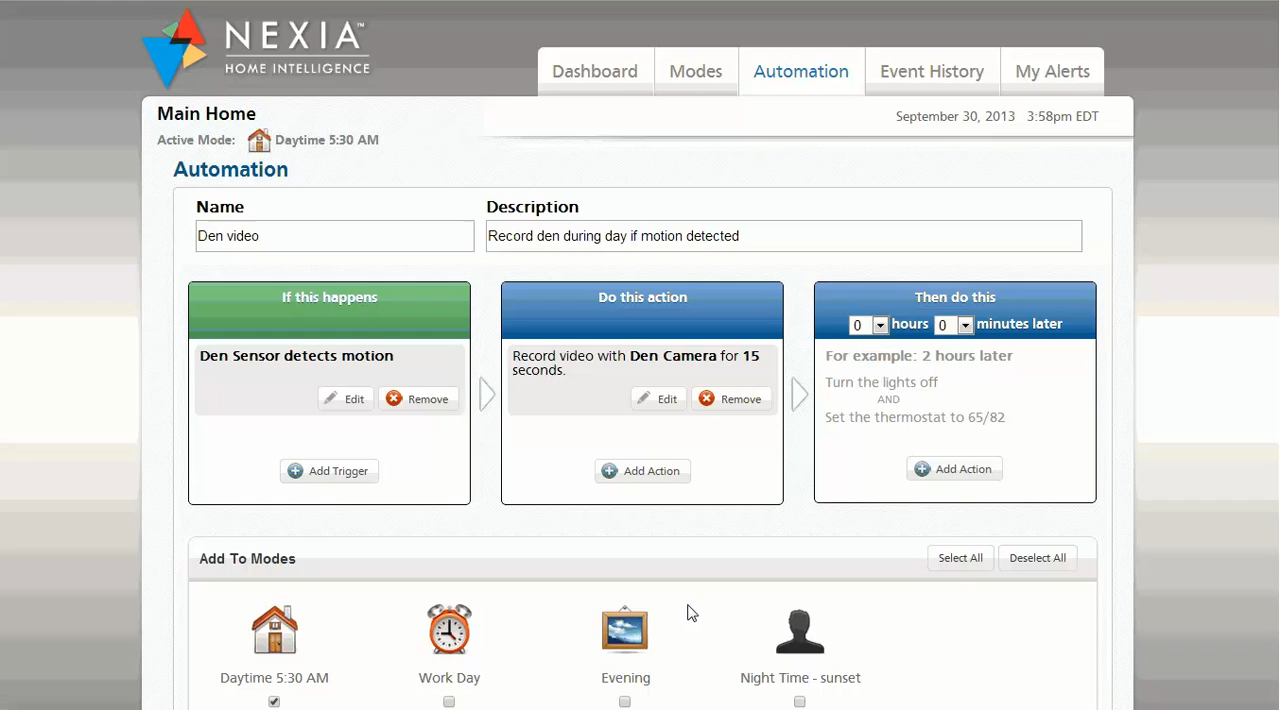 NEXIA™
HOME INTELLIGENCE
Dashboard
Modes
Automation
Event History
My Alerts
Main Home
September 30, 2013 3:58pm EDT
Active Mode: Daytime 5:30 AM
Automation
Name
Description
Den video
Record den during day if motion detected
If this happens
Do this action
Then do this
0 hours 0 minutes later
Den Sensor detects motion
Edit
Remove
Add Trigger
Record video with Den Camera for 15
seconds.
Edit
Remove
Add Action
For example: 2 hours later
Turn the lights off
AND
Set the thermostat to 65/82
Add Action
Add To Modes
Select All
Deselect All
Daytime 5:30 AM
Work Day
Evening
Night Time - sunset